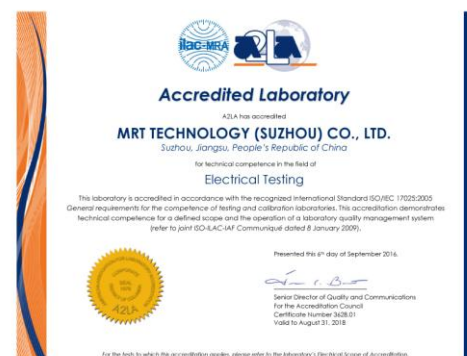 ilac-MRA
A2LA
Accredited Laboratory
A2LA has accredited
MRT TECHNOLOGY (SUZHOU) CO., LTD.
Suzhou, Jiangsu, People's Republic of China
for technical competence in the field of
Electrical Testing
This laboratory is accredited in accordance with the recognized International Standard ISO/IEC 17025:2005
General requirements for the competence of testing and calibration laboratories. This accreditation demonstrates
technical competence for a defined scope and the operation of a laboratory quality management system
(refer to joint ISO-ILAC-IAF Communiqué dated 8 January 2009).
Presented this 6th day of September 2016.
Senior Director of Quality and Communications
For the Accreditation Council
Certificate Number 3628.01
Valid to August 31, 2018
CORPORATE
SEAL
1978
A2LA
For the tests to which this accreditation applies, please refer to the laboratory's Electrical Scope of Accreditation.